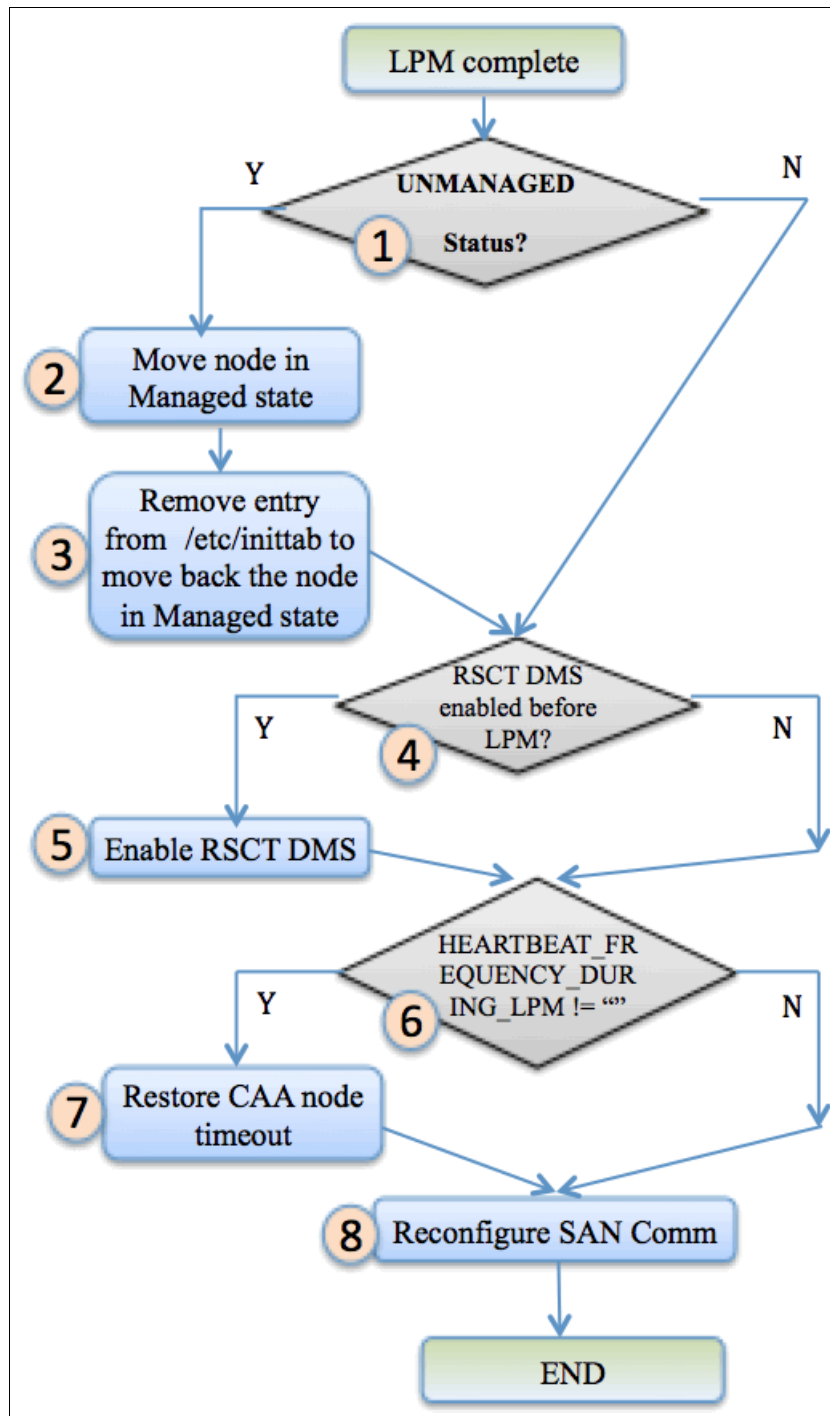 LPM complete
Y
N
UNMANAGED
Status?
1
2
Move node in
Managed state
3
Remove entry
from /etc/inittab to
move back the node
in Managed state
RSCT DMS
enabled before
LPM?
Y
N
4
5
Enable RSCT DMS
HEARTBEAT_FR
EQUENCY_DUR
ING_LPM != “”
Y
N
6
7
Restore CAA node
timeout
8
Reconfigure SAN Comm
END